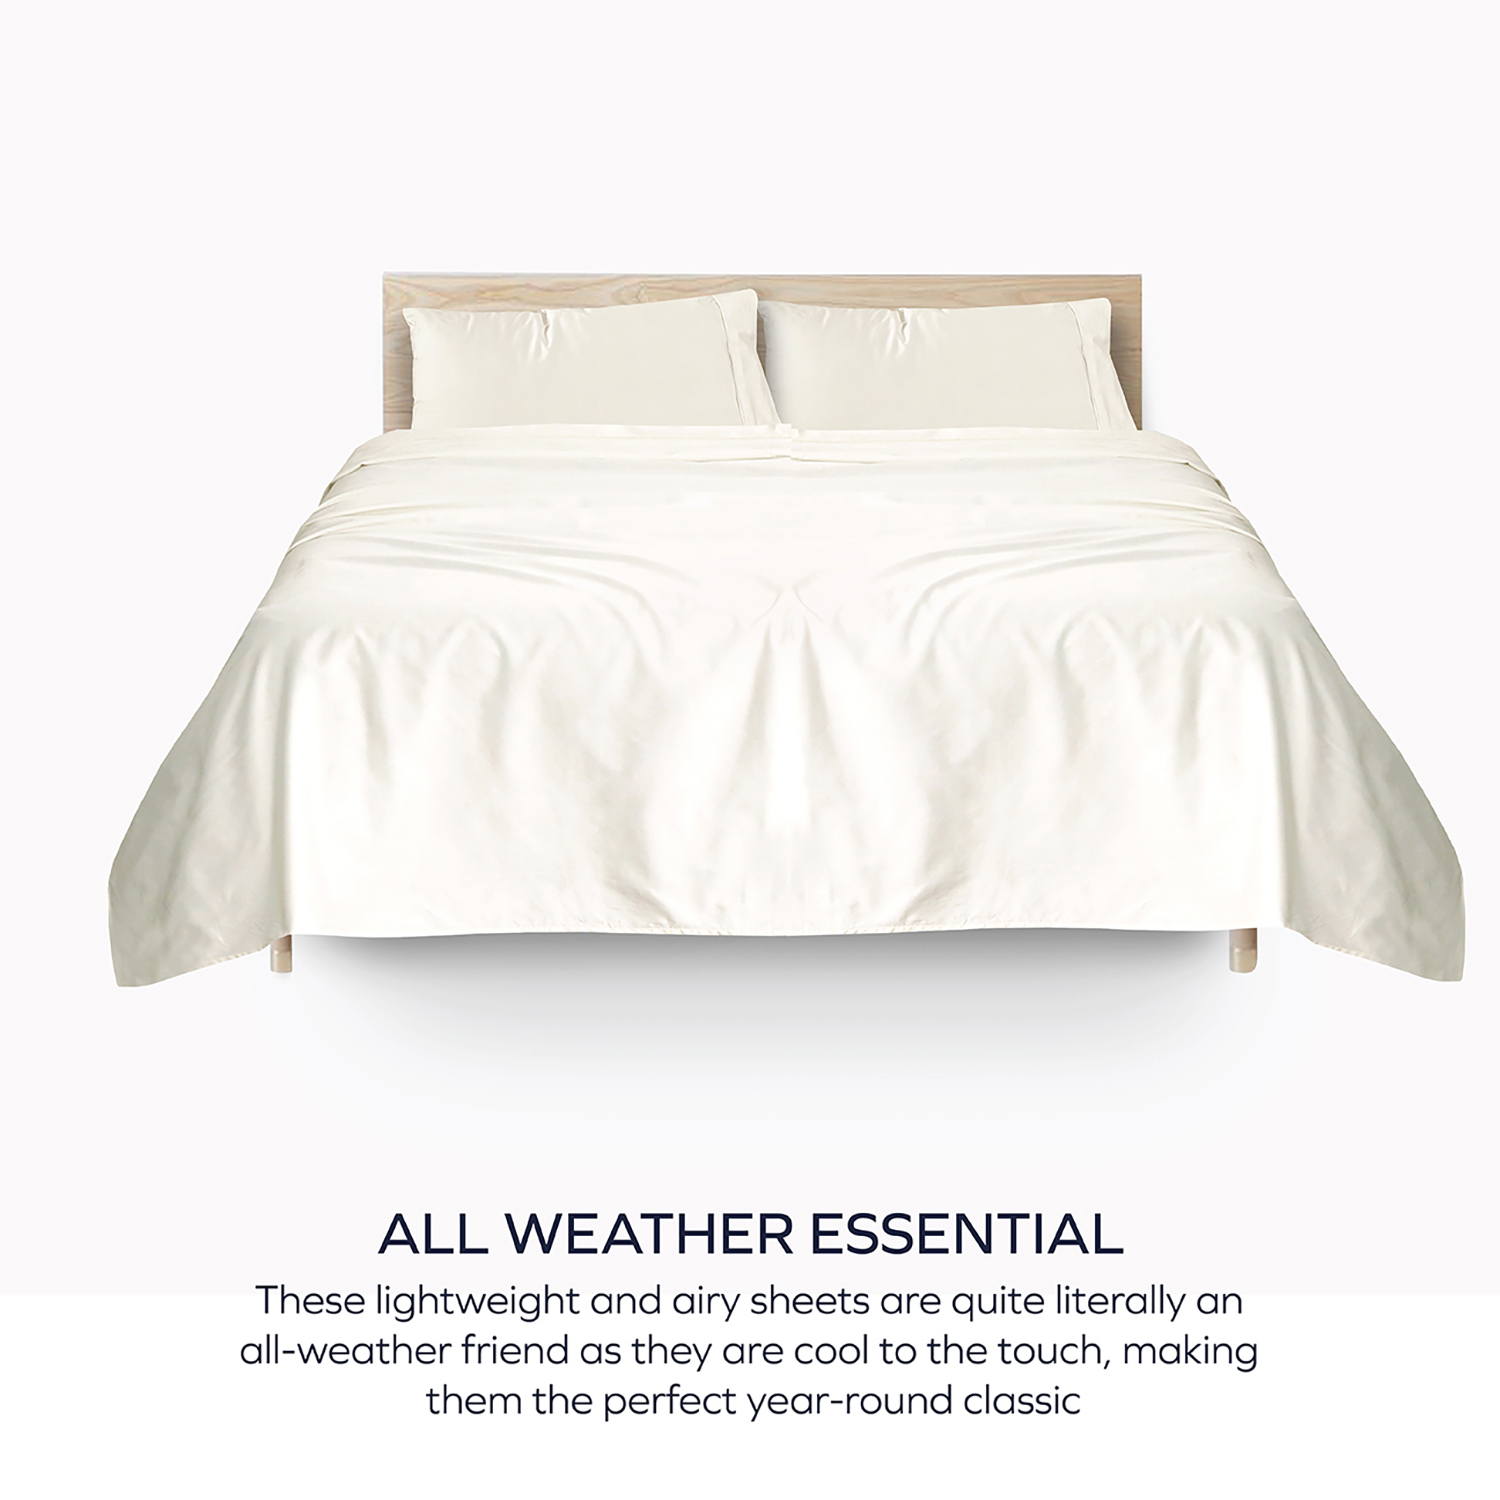 ALL WEATHER ESSENTIAL
These lightweight and airy sheets are quite literally an
all-weather friend as they are cool to the touch, making
them the perfect year-round classic